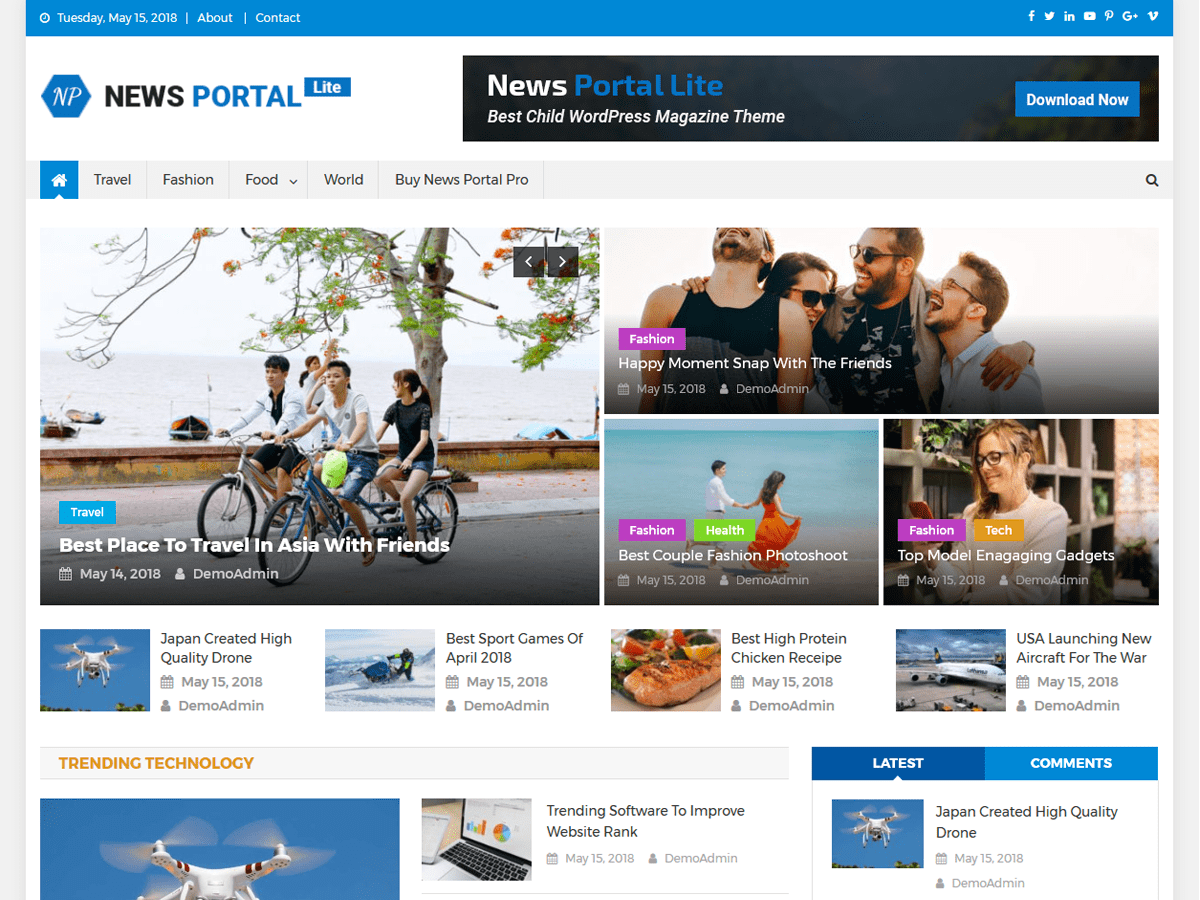 Tuesday, May 15, 2018 | About | Contact
NP NEWS PORTAL Lite
News Portal Lite
Best Child WordPress Magazine Theme
Download Now
Travel Fashion Food World Buy News Portal Pro
Travel
Best Place To Travel In Asia With Friends
May 14, 2018 DemoAdmin
Fashion
Happy Moment Snap With The Friends
May 15, 2018 DemoAdmin
Fashion Health
Best Couple Fashion Photoshoot
May 15, 2018 DemoAdmin
Fashion Tech
Top Model Enagaging Gadgets
May 15, 2018 DemoAdmin
Japan Created High
Quality Drone
May 15, 2018
DemoAdmin
Best Sport Games Of
April 2018
May 15, 2018
DemoAdmin
Best High Protein
Chicken Receipe
May 15, 2018
DemoAdmin
USA Launching New
Aircraft For The War
May 15, 2018
DemoAdmin
TRENDING TECHNOLOGY
Trending Software To Improve
Website Rank
May 15, 2018 DemoAdmin
LATEST COMMENTS
Japan Created High Quality
Drone
May 15, 2018
DemoAdmin